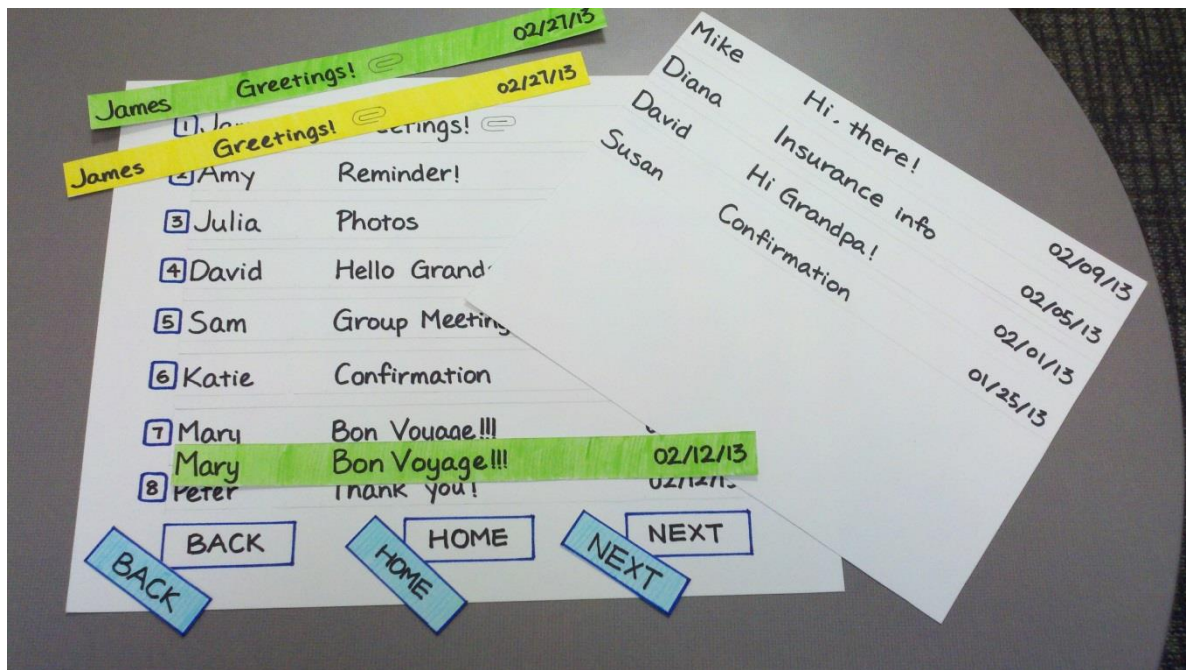 James Greetings! 02/27/13
James Greetings! 02/27/13
1
2 Amy Reminder!
3 Julia Photos
4 David Hello Grand
5 Sam Group Meeting
6 Katie Confirmation
7 Mary Bon Voyage!!!
Mary Bon Voyage!!! 02/12/13
8 Peter Thank you!
BACK HOME NEXT
BACK HOME NEXT
Mike Hi, there! 02/09/13
Diana Insurance info 02/05/13
David Hi Grandpa! 02/01/13
Susan Confirmation 01/25/13